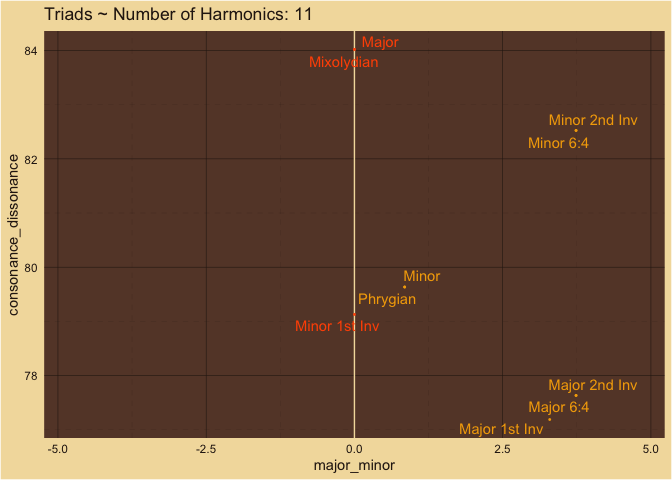 Triads ~ Number of Harmonics: 11
84
Major
Mixolydian
Minor 2nd Inv
Minor 6:4
82
consonance_dissonance
80
Minor
Phrygian
Minor 1st Inv
78
Major 2nd Inv
Major 6:4
Major 1st Inv
-5.0 -2.5 0.0 2.5 5.0
major_minor